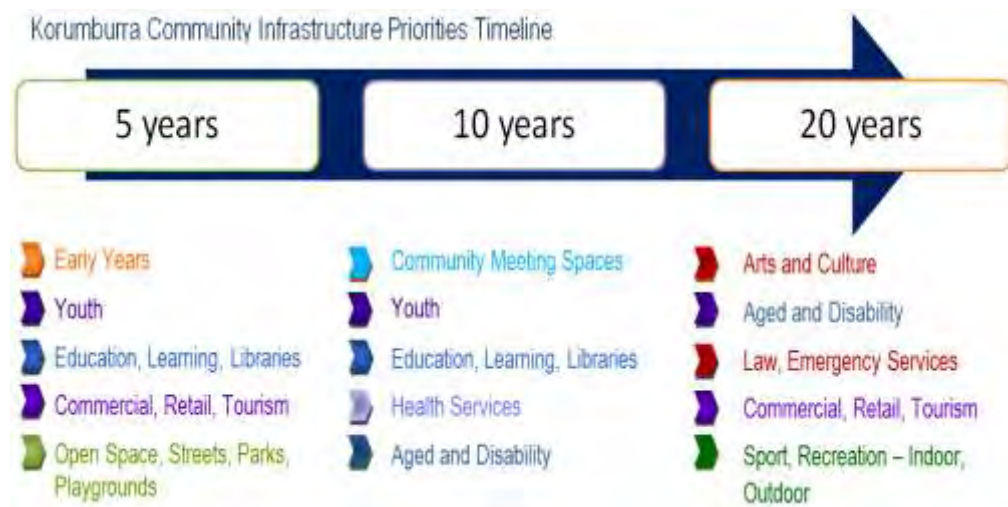 Korumburra Community Infrastructure Priorities Timeline
5 years
10 years
20 years
Early Years
Youth
Education, Learning, Libraries
Commercial, Retail, Tourism
Open Space, Streets, Parks,
Playgrounds
Community Meeting Spaces
Youth
Education, Learning, Libraries
Health Services
Aged and Disability
Arts and Culture
Aged and Disability
Law, Emergency Services
Commercial, Retail, Tourism
Sport, Recreation – Indoor,
Outdoor